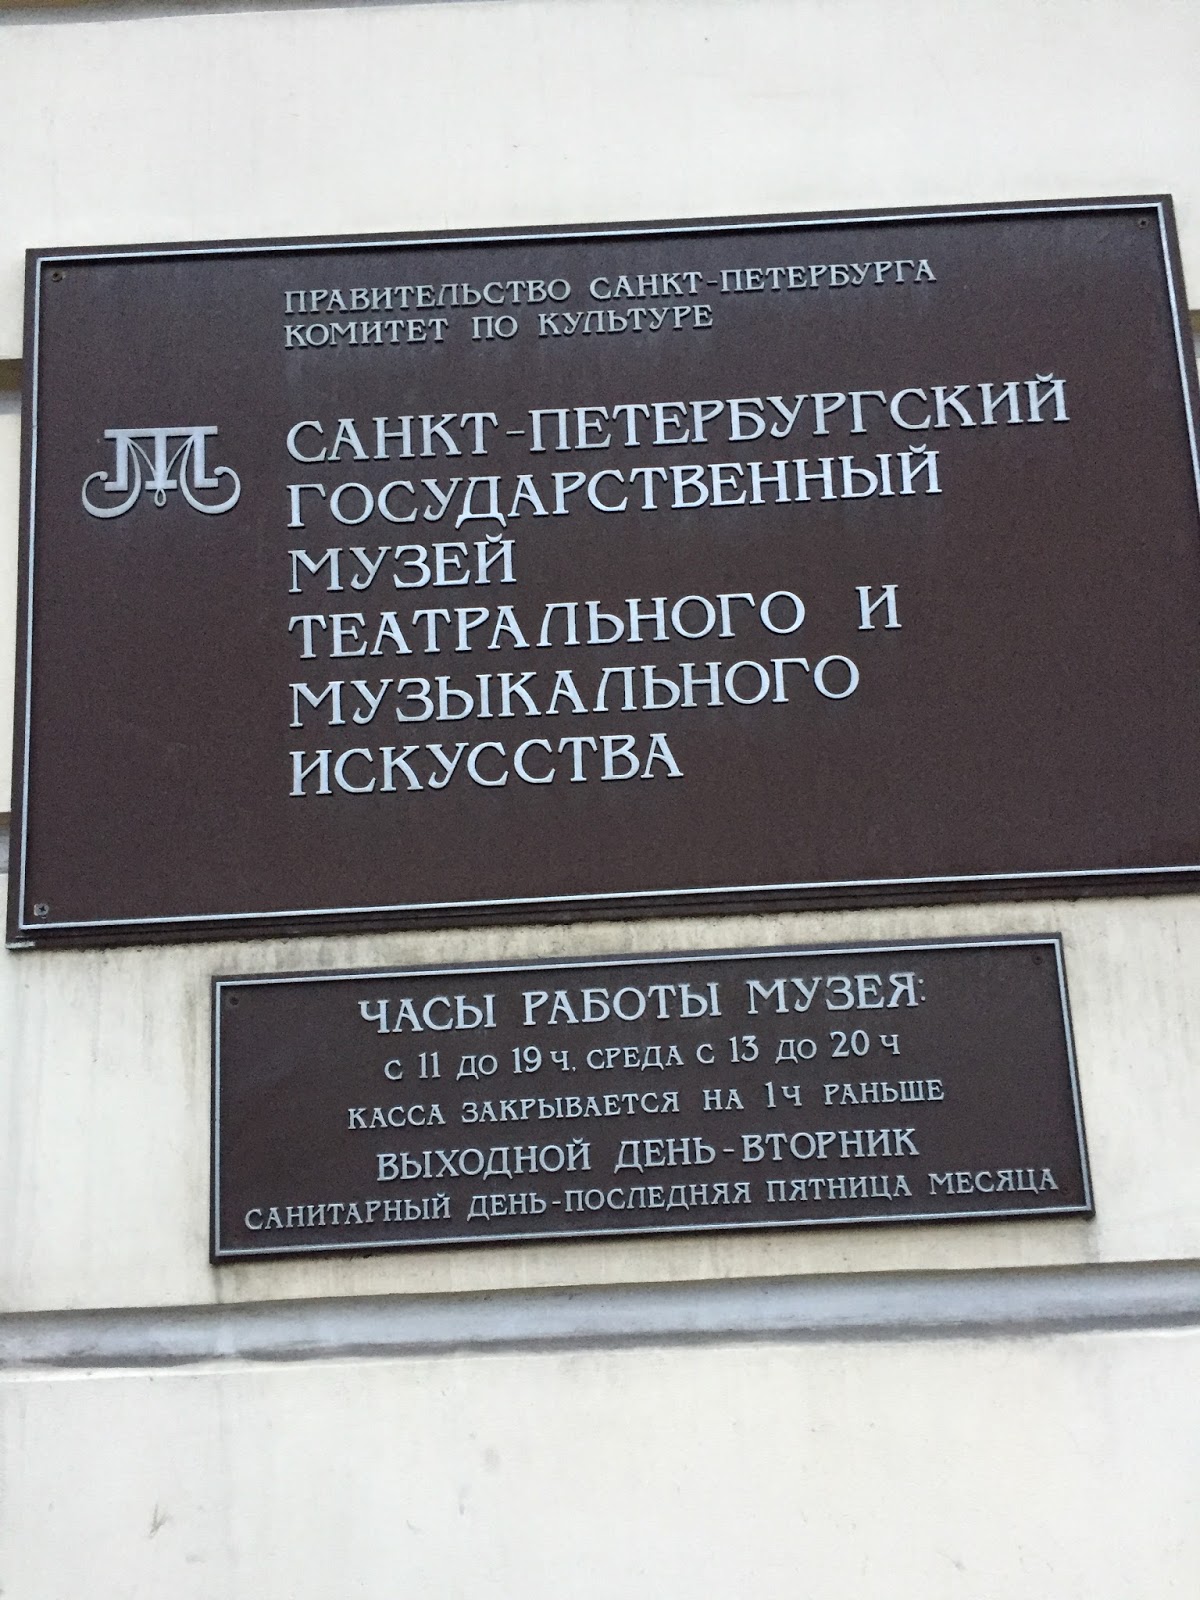 ПРАВИТЕЛЬСТВО САНКТ-ПЕТЕРБУРГА
КОМИТЕТ ПО КУЛЬТУРЕ
САНКТ-ПЕТЕРБУРГСКИЙ
ГОСУДАРСТВЕННЫЙ
МУЗЕЙ
ТЕАТРАЛЬНОГО И
МУЗЫКАЛЬНОГО
ИСКУССТВА
ЧАСЫ РАБОТЫ МУЗЕЯ:
С 11 ДО 19 Ч. СРЕДА С 13 ДО 20 Ч
КАССА ЗАКРЫВАЕТСЯ НА 1 Ч РАНЬШЕ
ВЫХОДНОЙ ДЕНЬ-ВТОРНИК
САНИТАРНЫЙ ДЕНЬ-ПОСЛЕДНЯЯ ПЯТНИЦА МЕСЯЦА